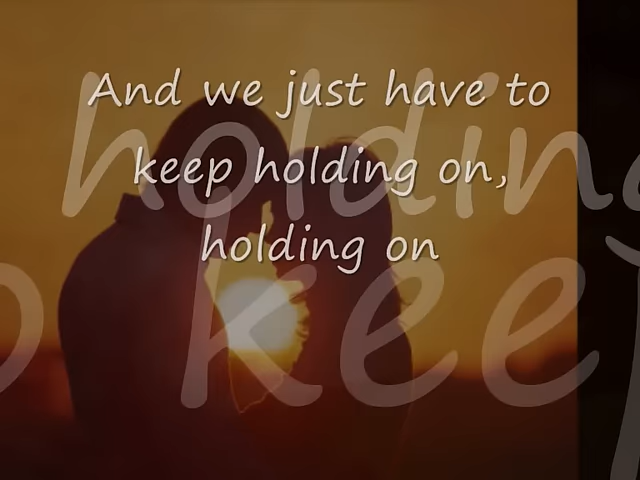 And we just have to
keep holding on,
holding on
holding
keep